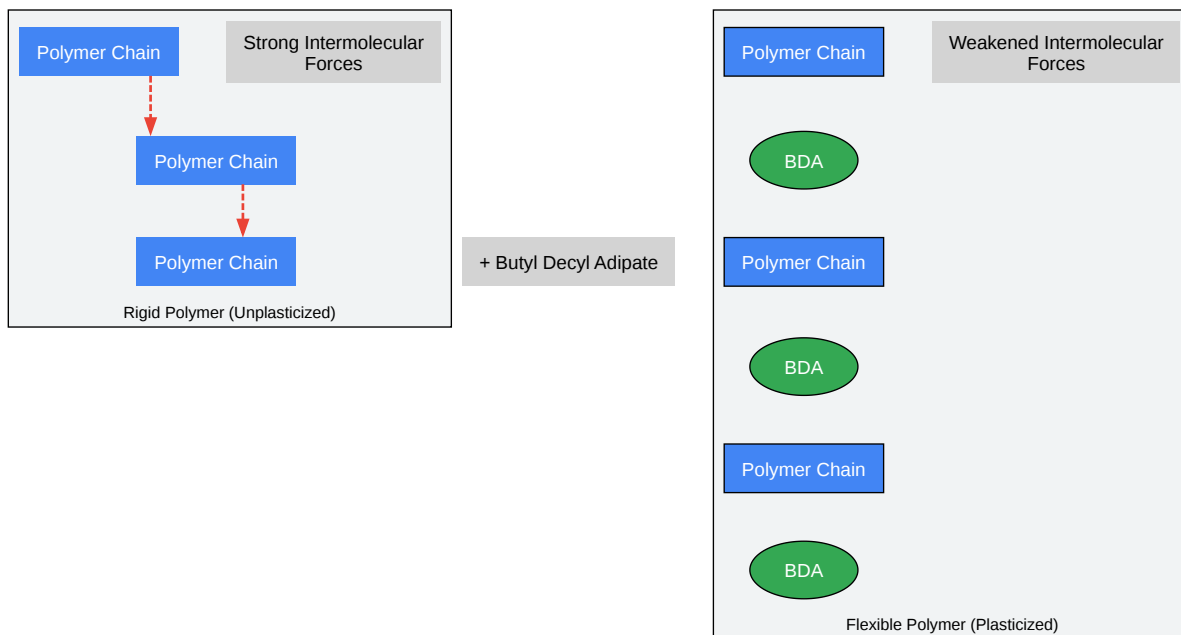 Polymer Chain
Strong Intermolecular
Forces
Polymer Chain
Polymer Chain
Rigid Polymer (Unplasticized)
+ Butyl Decyl Adipate
Polymer Chain
Weakened Intermolecular
Forces
BDA
Polymer Chain
BDA
Polymer Chain
BDA
Flexible Polymer (Plasticized)